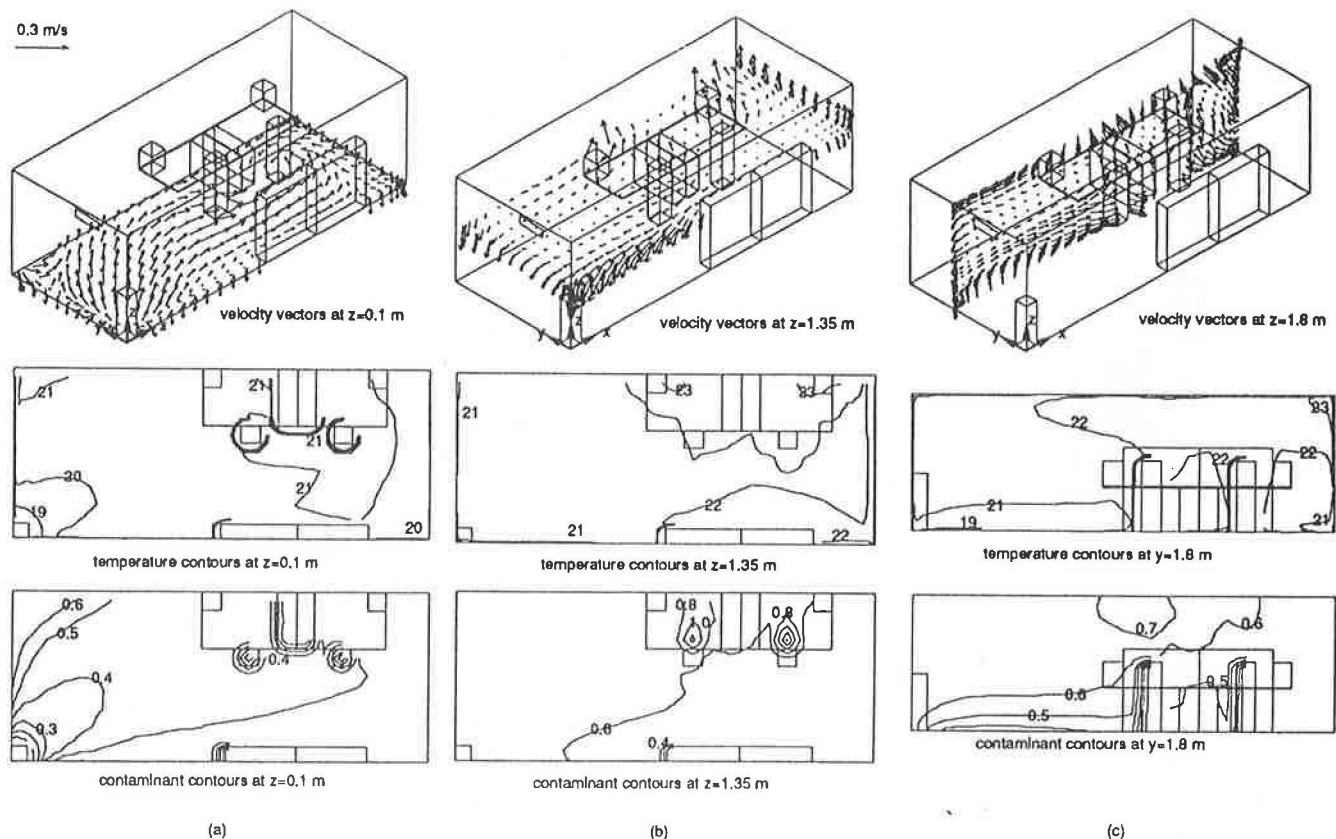 0.3 m/s
z
velocity vectors at z=0.1 m
y z x
velocity vectors at z=1.35 m
y z x
velocity vectors at z=1.8 m
21 21
21
20 21
19
20
temperature contours at z=0.1 m
23 23
21
22
21 22
temperature contours at z=1.35 m
23
22
22 22
21
19 21
temperature contours at y=1.8 m
0.6
0.5
0.4
0.4
0.3
contaminant contours at z=0.1 m
0.8 0.8
1.0
0.6
0.4
contaminant contours at z=1.35 m
0.7 0.6
0.6 0.5
0.5
contaminant contours at y=1.8 m
(a)
(b)
(c)